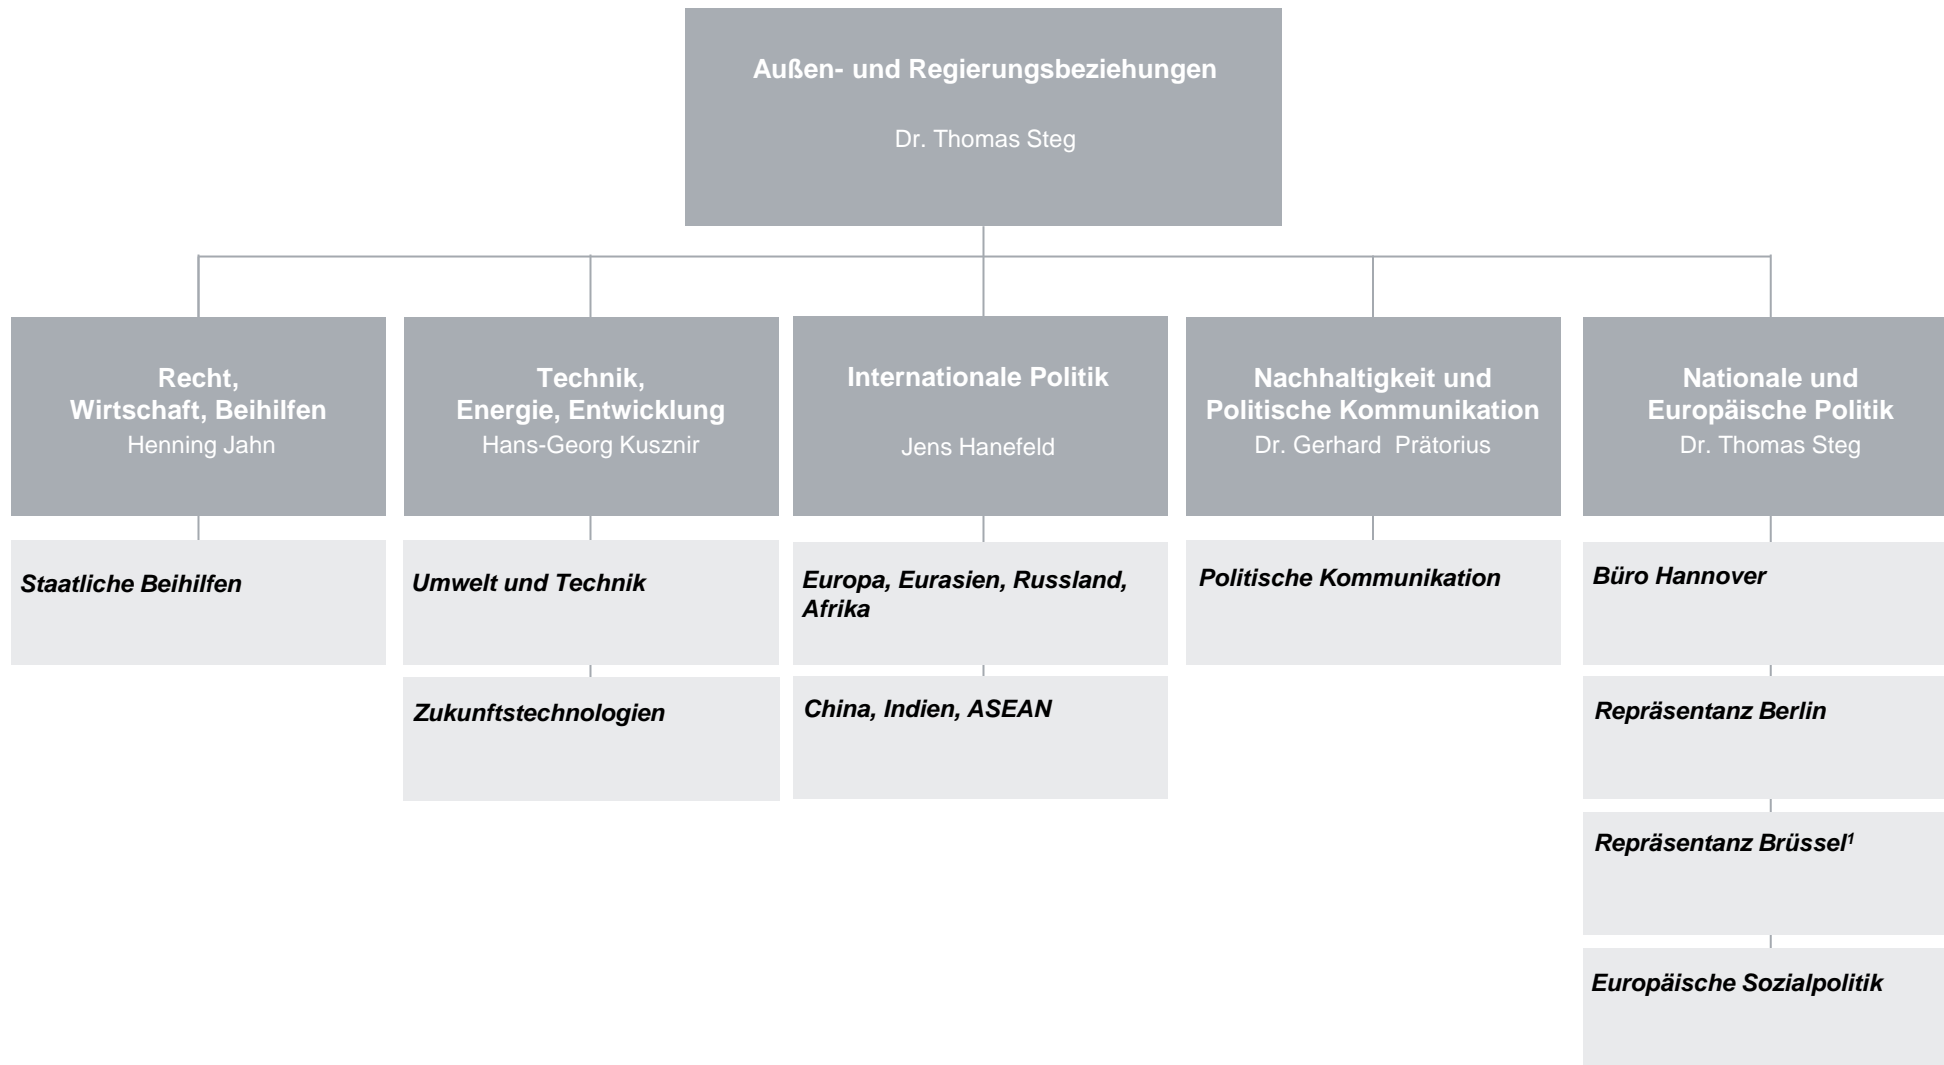 Außen- und Regierungsbeziehungen
Dr. Thomas Steg
Recht,
Wirtschaft, Beihilfen
Henning Jahn
Technik,
Energie, Entwicklung
Hans-Georg Kusznir
Internationale Politik
Jens Hanefeld
Nachhaltigkeit und
Politische Kommunikation
Dr. Gerhard Prätorius
Nationale und
Europäische Politik
Dr. Thomas Steg
Staatliche Beihilfen
Umwelt und Technik
Zukunftstechnologien
Europa, Eurasien, Russland,
Afrika
China, Indien, ASEAN
Politische Kommunikation
Büro Hannover
Repräsentanz Berlin
Repräsentanz Brüssel¹
Europäische Sozialpolitik